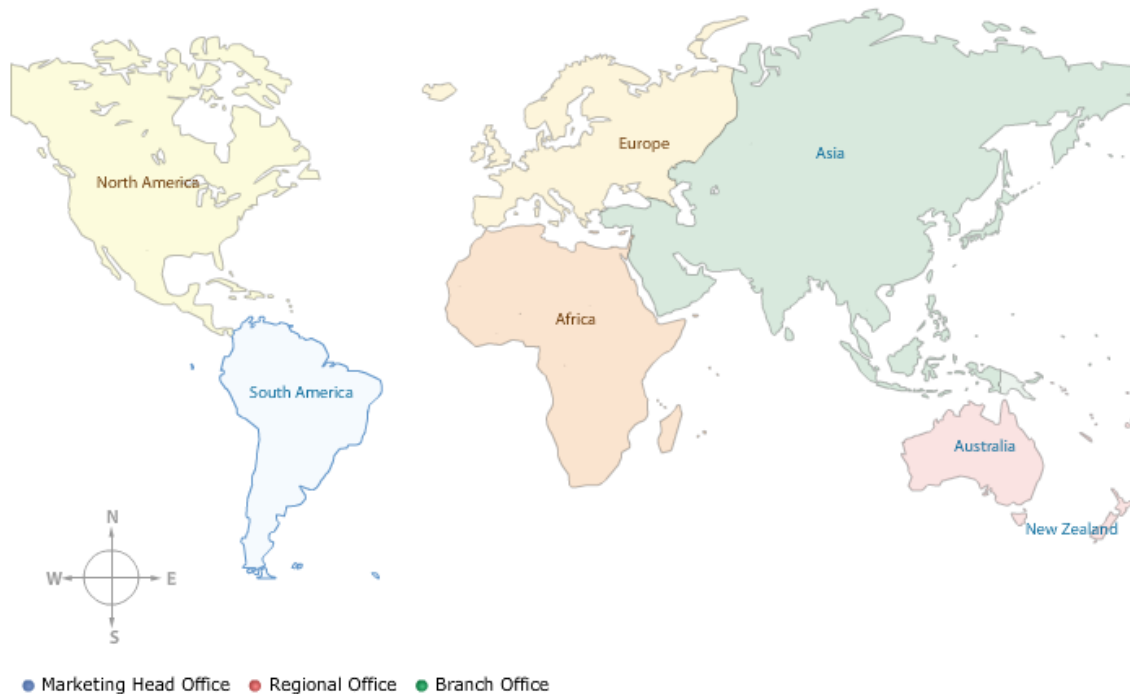 Europe
Asia
North America
Africa
South America
Australia
N
New Zealand
W E
S
Marketing Head Office Regional Office Branch Office